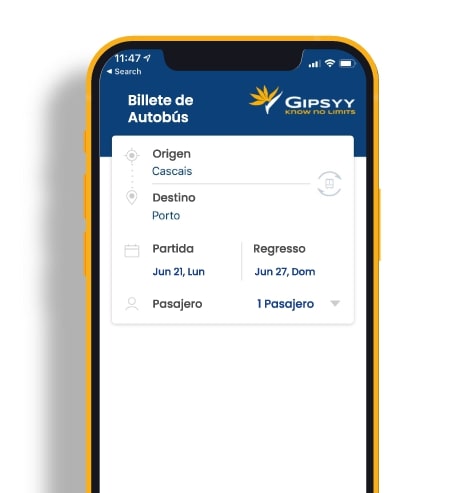 11:47
Search
Billete de
Autobús
GIPSYY
KNOW NO LIMITS
Origen
Cascais
Destino
Porto
Partida
Regresso
Jun 21, Lun
Jun 27, Dom
Pasajero
1 Pasajero